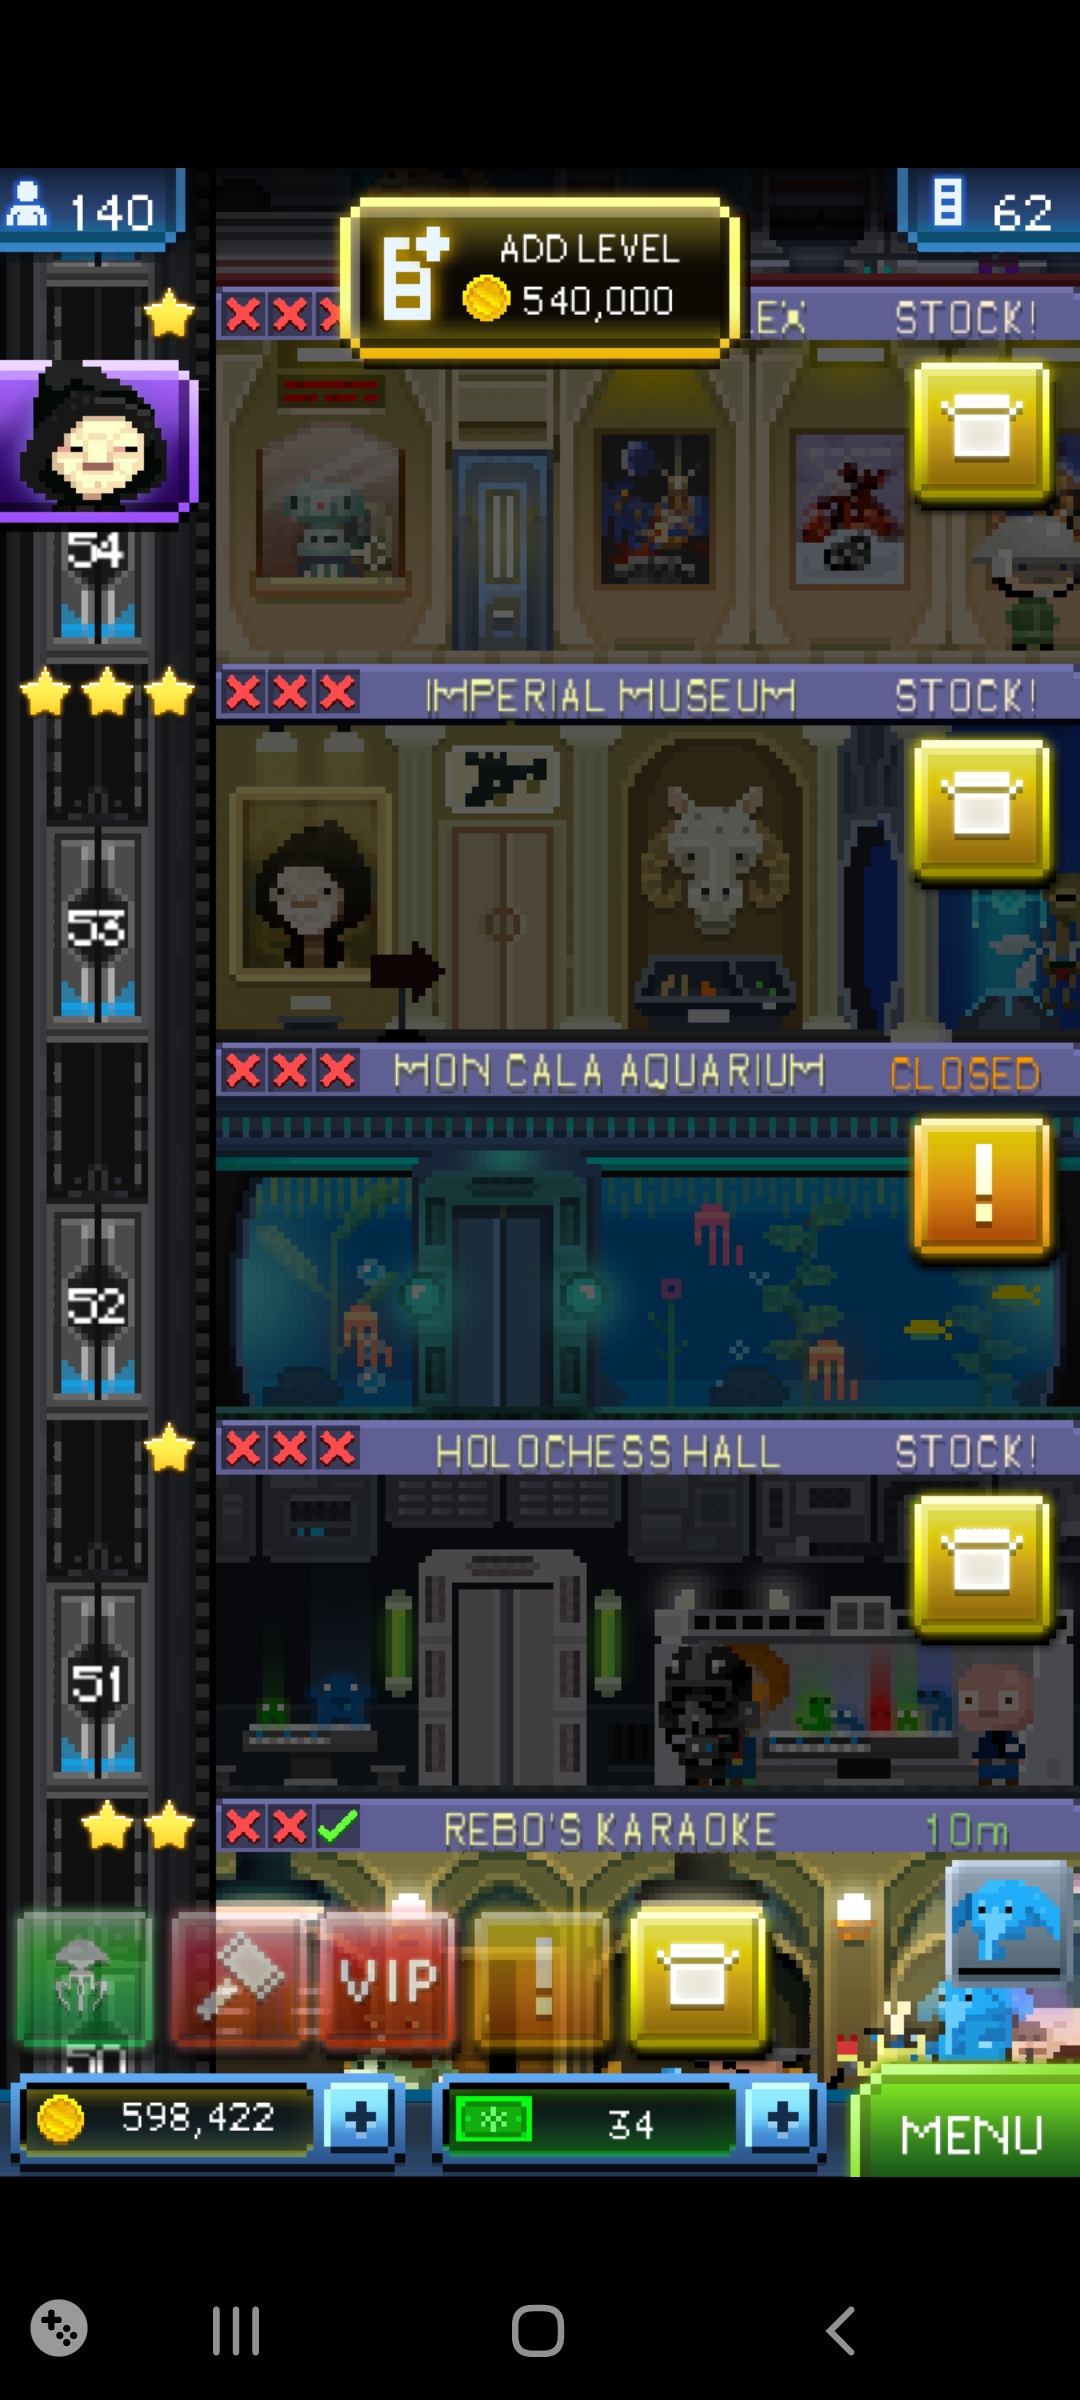 140
ADD LEVEL
540,000
62
EX STOCK!
54
IMPERIAL MUSEUM STOCK!
53
MON CALA AQUARIUM CLOSED
!
52
HOLOCHESS HALL STOCK!
51
REBO'S KARAOKE 10m
VIP !
50
598,422 + 34 + MENU